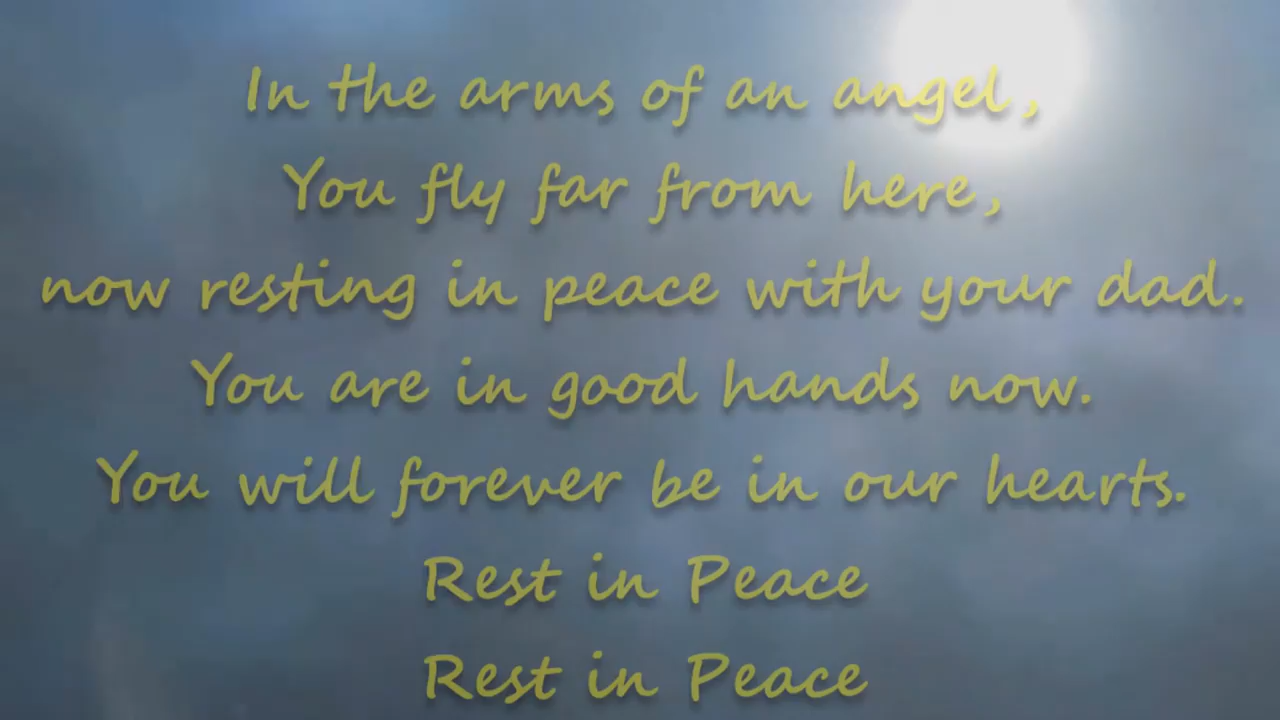 In the arms of an angel,
You fly far from here,
now resting in peace with your dad.
You are in good hands now.
You will forever be in our hearts.
Rest in Peace
Rest in Peace